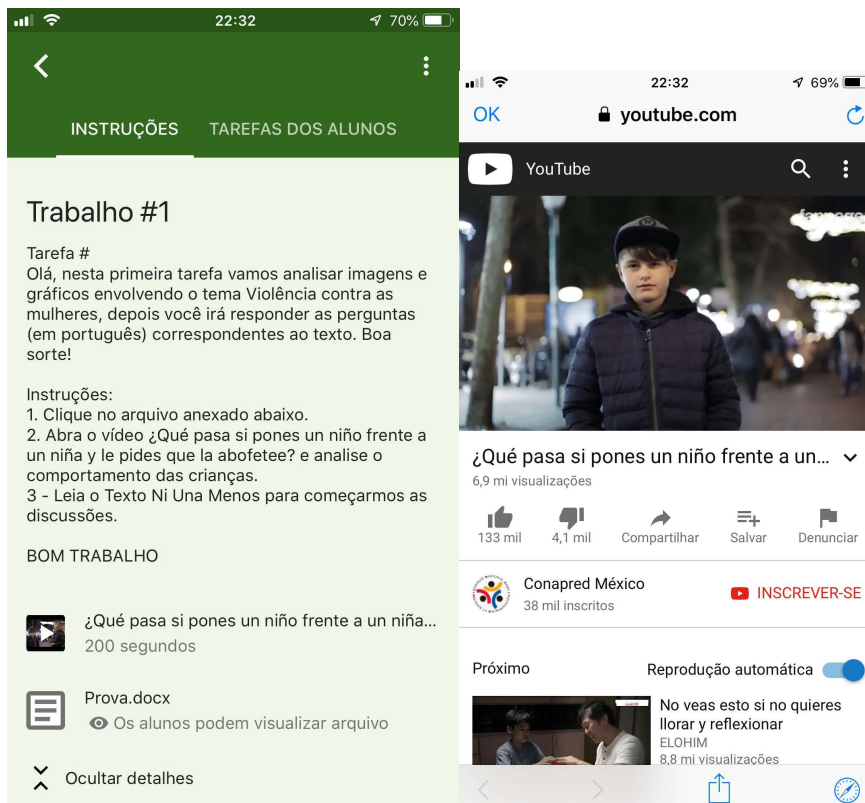 22:32
70%
INSTRUÇÕES
TAREFAS DOS ALUNOS
Trabalho #1
Tarefa #
Olá, nesta primeira tarefa vamos analisar imagens e
gráficos envolvendo o tema Violência contra as
mulheres, depois você irá responder as perguntas
(em português) correspondentes ao texto. Boa
sorte!
Instruções:
1. Clique no arquivo anexado abaixo.
2. Abra o vídeo ¿Qué pasa si pones un niño frente a
un niña y le pides que la abofetee? e analise o
comportamento das crianças.
3 - Leia o Texto Ni Una Menos para começarmos as
discussões.
BOM TRABALHO
¿Qué pasa si pones un niño frente a un niña...
200 segundos
Prova.docx
Os alunos podem visualizar arquivo
Ocultar detalhes
22:32
69%
OK
youtube.com
YouTube
fanpage
¿Qué pasa si pones un niño frente a un...
6,9 mi visualizações
133 mil
4,1 mil
Compartilhar
Salvar
Denunciar
Conapred México
38 mil inscritos
INSCREVER-SE
Próximo
Reprodução automática
No veas esto si no quieres
llorar y reflexionar
ELOHIM
8,8 mi visualizações